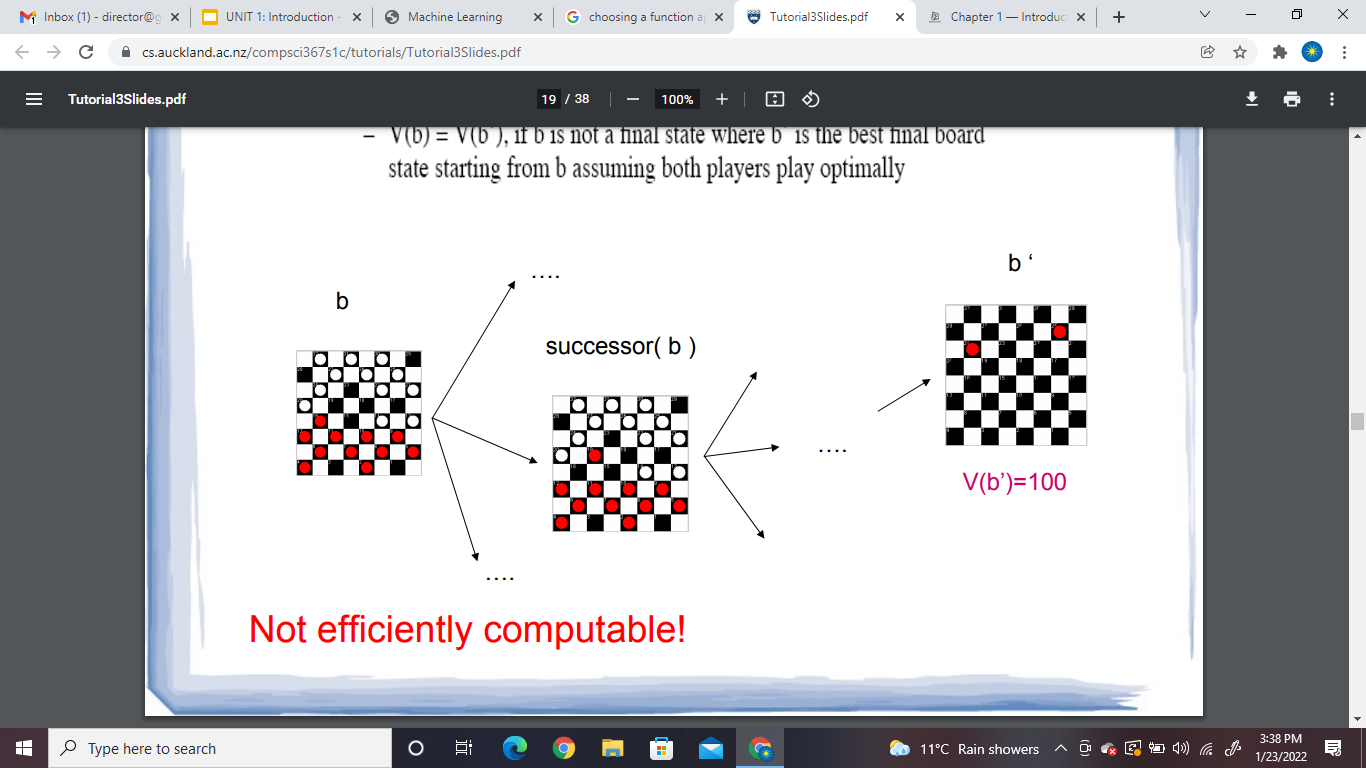 Inbox (1) - director@g
UNIT 1: Introduction -
Machine Learning
choosing a function a
Tutorial3Slides.pdf
Chapter 1 — Introduc
cs.auckland.ac.nz/compsci367s1c/tutorials/Tutorial3Slides.pdf
Tutorial3Slides.pdf
19 / 38
100%
– V(b) = V(b'), if b is not a final state where b' is the best final board
state starting from b assuming both players play optimally
b
....
successor( b )
b ‘
....
V(b’)=100
....
Not efficiently computable!
Type here to search
11°C Rain showers
3:38 PM
1/23/2022